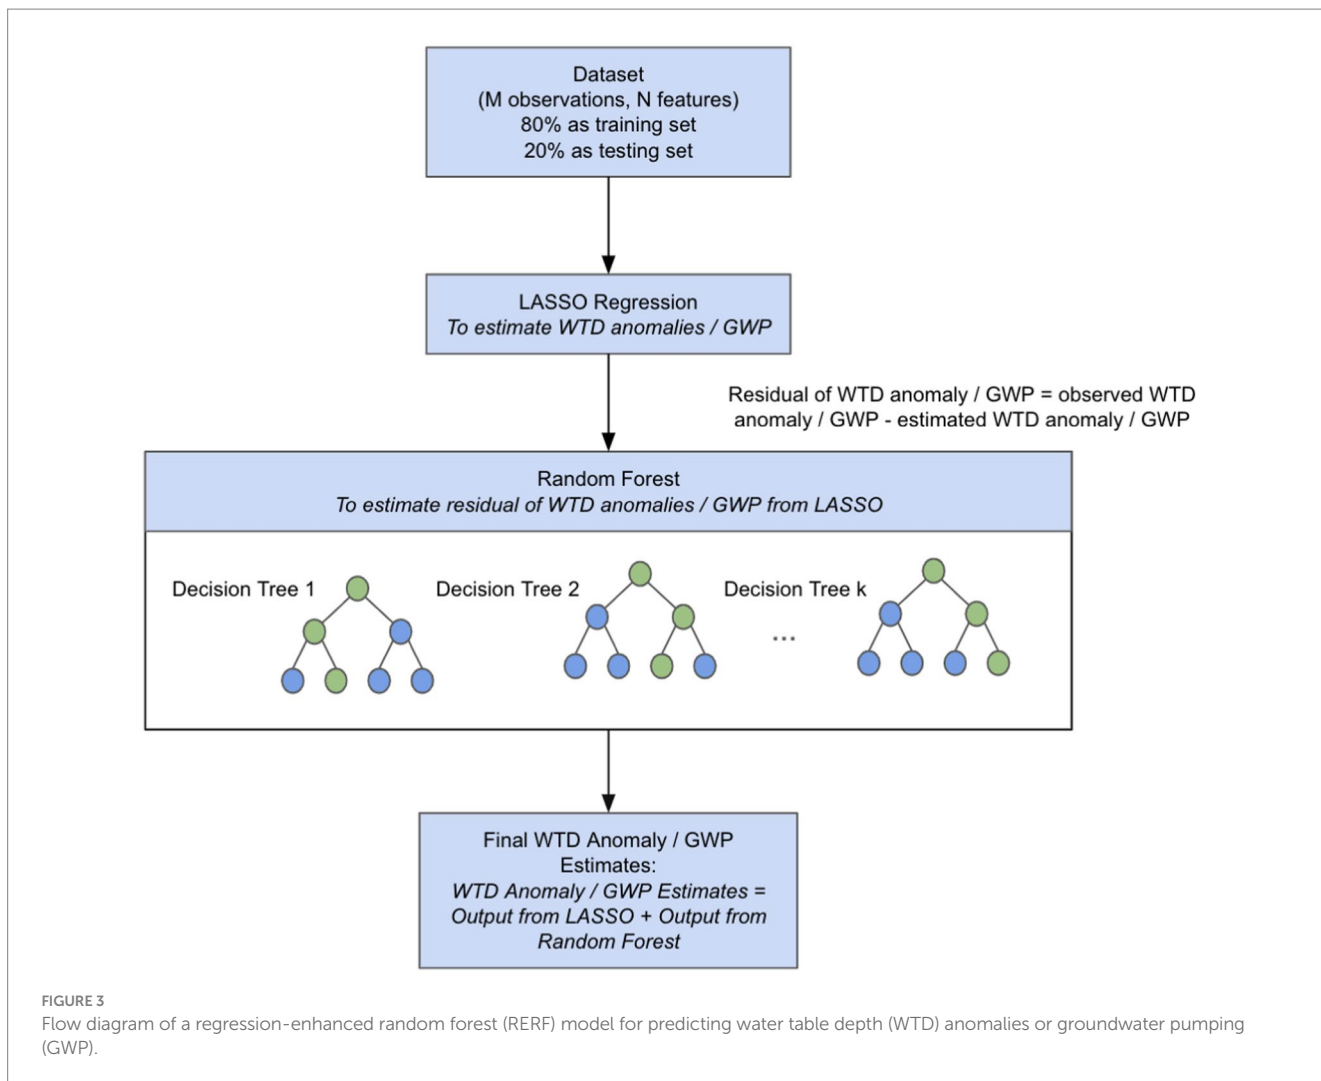 Dataset
(M observations, N features)
80% as training set
20% as testing set
LASSO Regression
To estimate WTD anomalies / GWP
Residual of WTD anomaly / GWP = observed WTD
anomaly / GWP - estimated WTD anomaly / GWP
Random Forest
To estimate residual of WTD anomalies / GWP from LASSO
Decision Tree 1
Decision Tree 2
...
Decision Tree k
Final WTD Anomaly / GWP
Estimates:
WTD Anomaly / GWP Estimates =
Output from LASSO + Output from
Random Forest
FIGURE 3
Flow diagram of a regression-enhanced random forest (RERF) model for predicting water table depth (WTD) anomalies or groundwater pumping
(GWP).